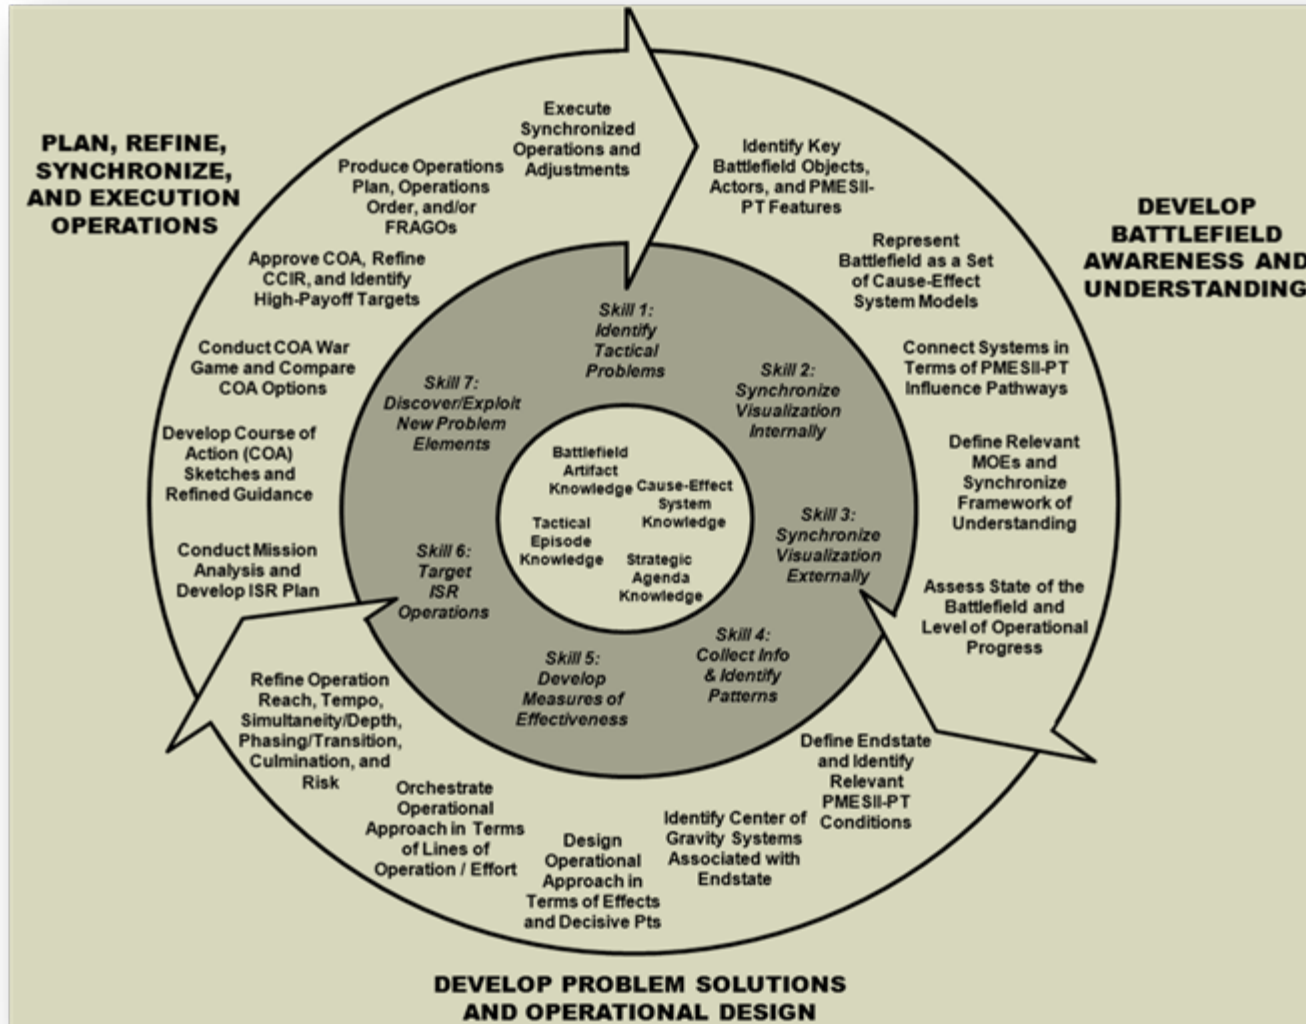 PLAN, REFINE,
SYNCHRONIZE,
AND EXECUTION
OPERATIONS
DEVELOP
BATTLEFIELD
AWARENESS AND
UNDERSTANDING
DEVELOP PROBLEM SOLUTIONS
AND OPERATIONAL DESIGN
Execute
Synchronized
Operations and
Adjustments
Identify Key
Battlefield Objects,
Actors, and PMESII-
PT Features
Represent
Battlefield as a Set
of Cause-Effect
System Models
Connect Systems in
Terms of PMESII-PT
Influence Pathways
Define Relevant
MOEs and
Synchronize
Framework of
Understanding
Assess State of the
Battlefield and
Level of Operational
Progress
Define Endstate
and Identify
Relevant
PMESII-PT
Conditions
Identify Center of
Gravity Systems
Associated with
Endstate
Design
Operational
Approach in
Terms of Effects
and Decisive Pts
Orchestrate
Operational
Approach in Terms
of Lines of
Operation / Effort
Refine Operation
Reach, Tempo,
Simultaneity/Depth,
Phasing/Transition,
Culmination, and
Risk
Conduct Mission
Analysis and
Develop ISR Plan
Develop Course of
Action (COA)
Sketches and
Refined Guidance
Conduct COA War
Game and Compare
COA Options
Approve COA, Refine
CCIR, and Identify
High-Payoff Targets
Produce Operations
Plan, Operations
Order, and/or
FRAGOs
Skill 1:
Identify
Tactical
Problems
Skill 2:
Synchronize
Visualization
Internally
Skill 3:
Synchronize
Visualization
Externally
Skill 4:
Collect Info
& Identify
Patterns
Skill 5:
Develop
Measures of
Effectiveness
Skill 6:
Target
ISR
Operations
Skill 7:
Discover/Exploit
New Problem
Elements
Battlefield
Artifact
Knowledge
Cause-Effect
System
Knowledge
Tactical
Episode
Knowledge
Strategic
Agenda
Knowledge